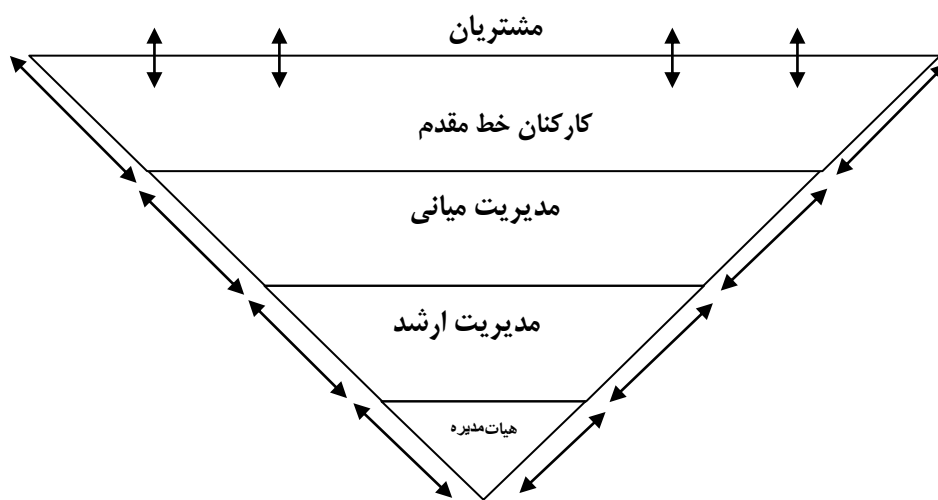 مشتریان
کارکنان خط مقدم
مدیریت میانی
مدیریت ارشد
هیات‌مدیره